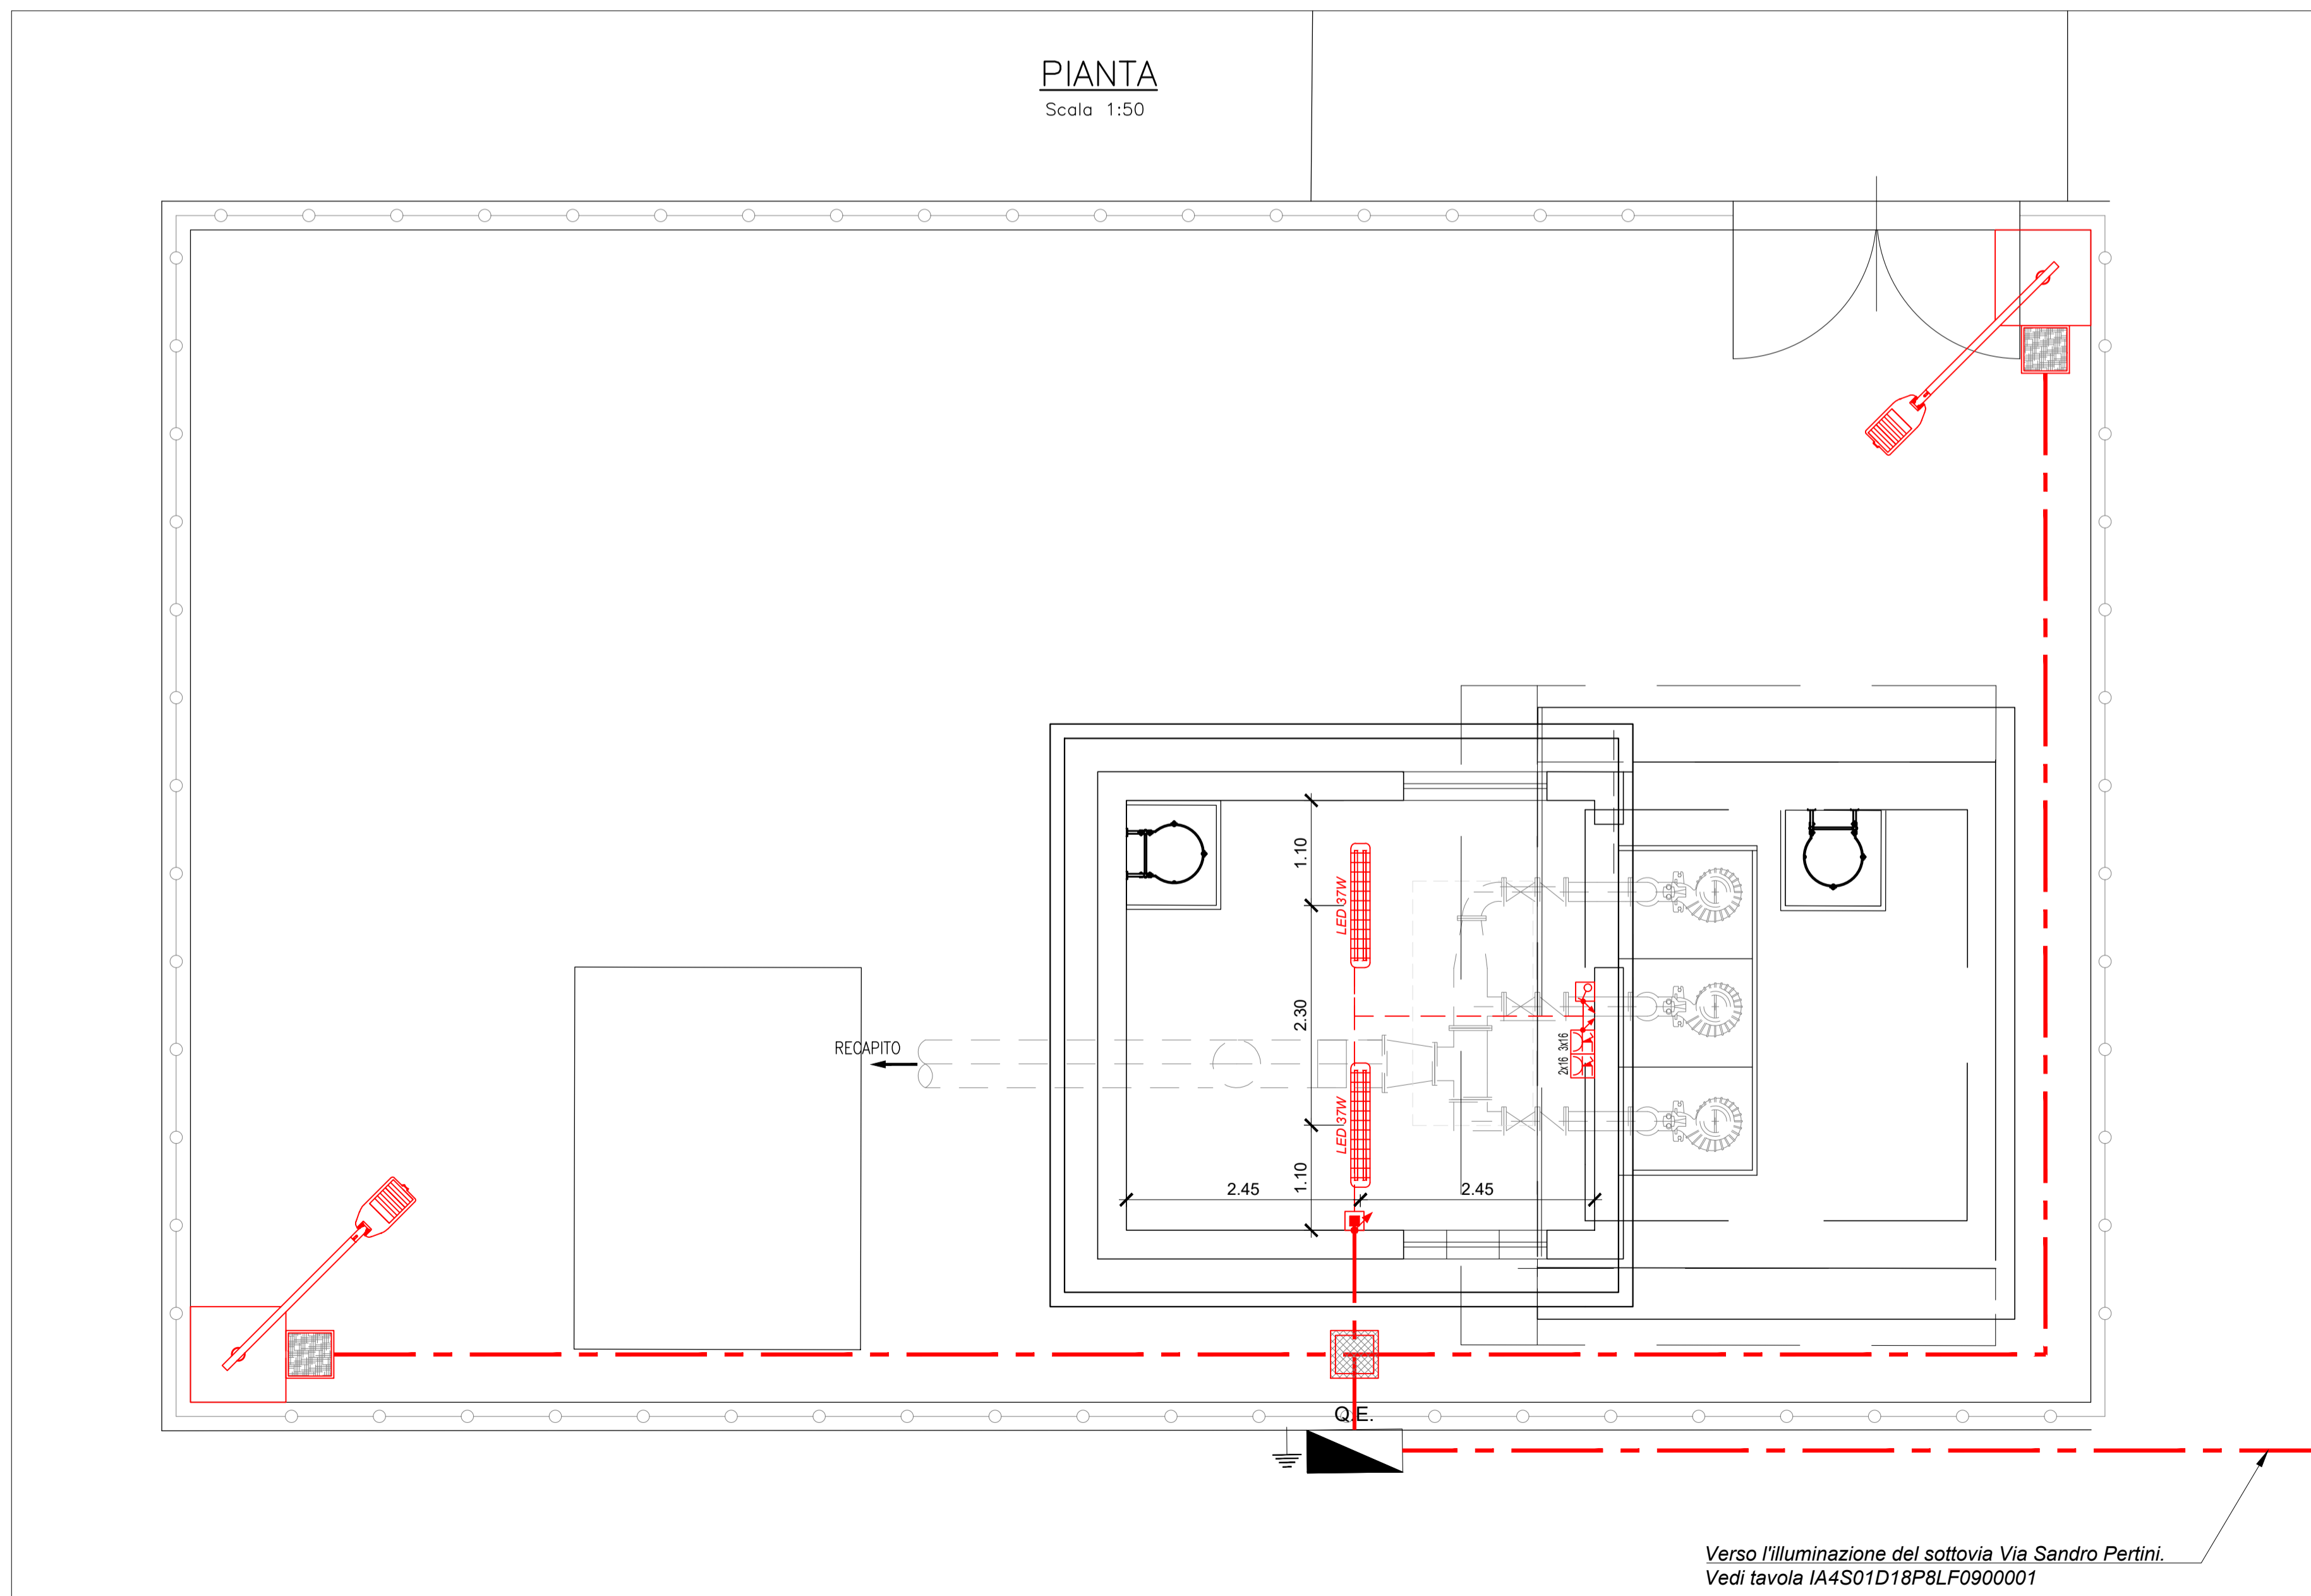 PIANTA
Scala 1:50
1.10
LED 37W
2.30
3x16
2x16
RECAPITO
LED 37W
1.10
2.45
2.45
Q.E.
Verso l'illuminazione del sottovia Via Sandro Pertini.
Vedi tavola IA4S01D18P8LF0900001